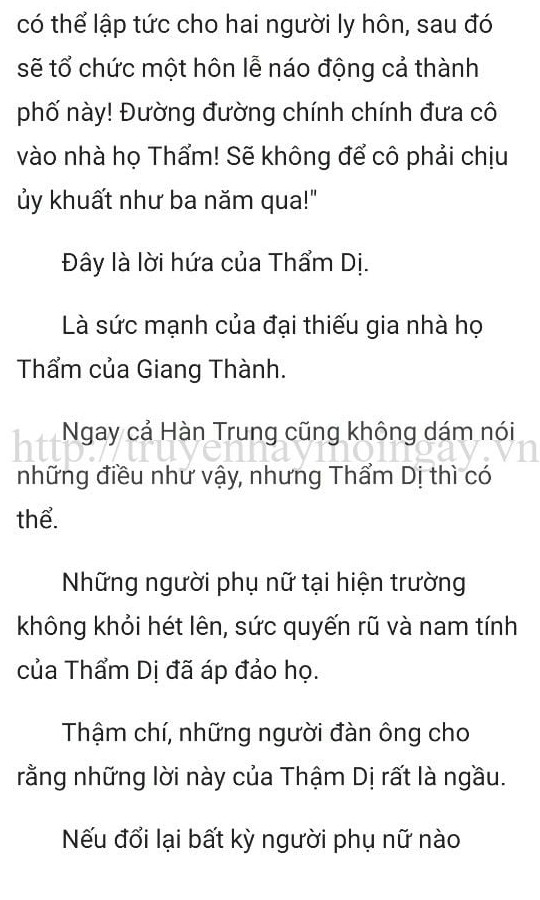 có thể lập tức cho hai người ly hôn, sau đó
sẽ tổ chức một hôn lễ náo động cả thành
phố này! Đường đường chính chính đưa cô
vào nhà họ Thẩm! Sẽ không để cô phải chịu
ủy khuất như ba năm qua!"
Đây là lời hứa của Thẩm Dị.
Là sức mạnh của đại thiếu gia nhà họ
Thẩm của Giang Thành.
Ngay cả Hàn Trung cũng không dám nói
http://truyenhaymoingay.vn
những điều như vậy, nhưng Thẩm Dị thì có
thể.
Những người phụ nữ tại hiện trường
không khỏi hét lên, sức quyến rũ và nam tính
của Thẩm Dị đã áp đảo họ.
Thậm chí, những người đàn ông cho
rằng những lời này của Thậm Dị rất là ngầu.
Nếu đổi lại bất kỳ người phụ nữ nào